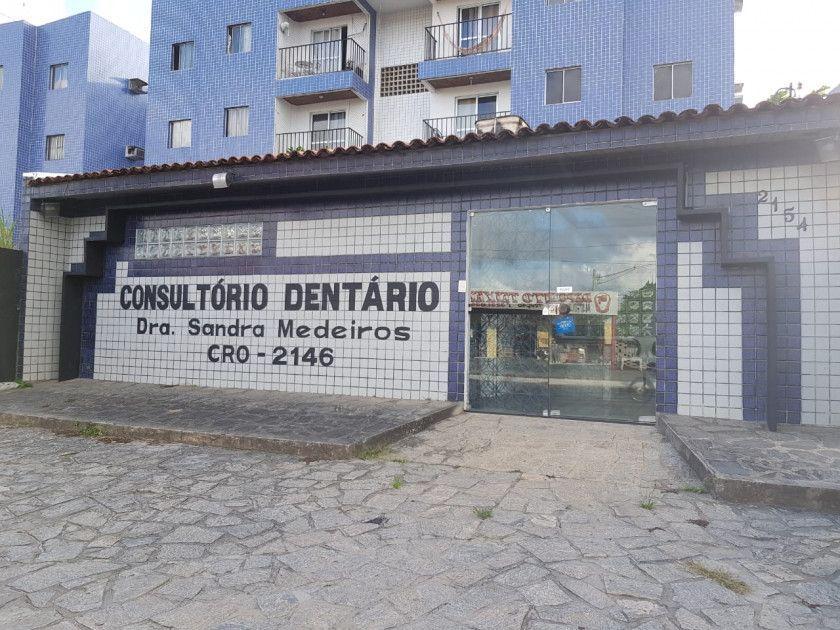 CONSULTÓRIO DENTÁRIO
Dra. Sandra Medeiros
CRO - 2146
2154